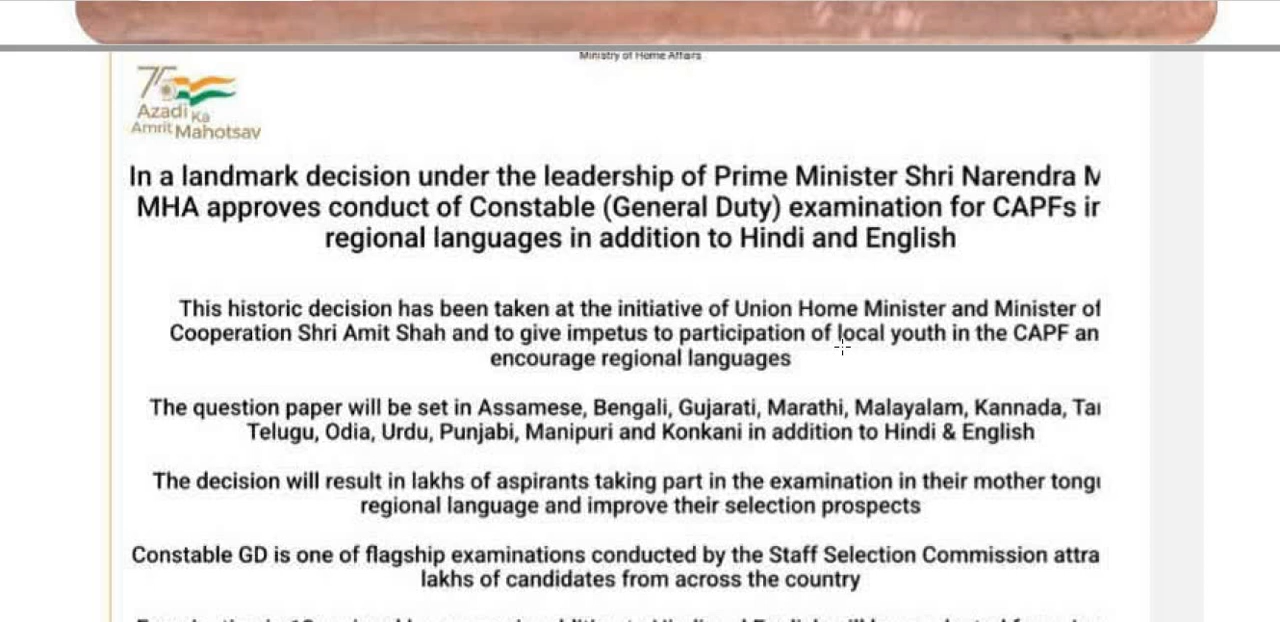 Ministry of Home Affairs
75
Azadi Ka
Amrit Mahotsav
In a landmark decision under the leadership of Prime Minister Shri Narendra
MHA approves conduct of Constable (General Duty) examination for CAPFs
regional languages in addition to Hindi and English
This historic decision has been taken at the initiative of Union Home Minister and Minister of
Cooperation Shri Amit Shah and to give impetus to participation of local youth in the CAPF
encourage regional languages
The question paper will be set in Assamese, Bengali, Gujarati, Marathi, Malayalam, Kannada,
Telugu, Odia, Urdu, Punjabi, Manipuri and Konkani in addition to Hindi & English
The decision will result in lakhs of aspirants taking part in the examination in their mother
regional language and improve their selection prospects
Constable GD is one of flagship examinations conducted by the Staff Selection Commission
lakhs of candidates from across the country